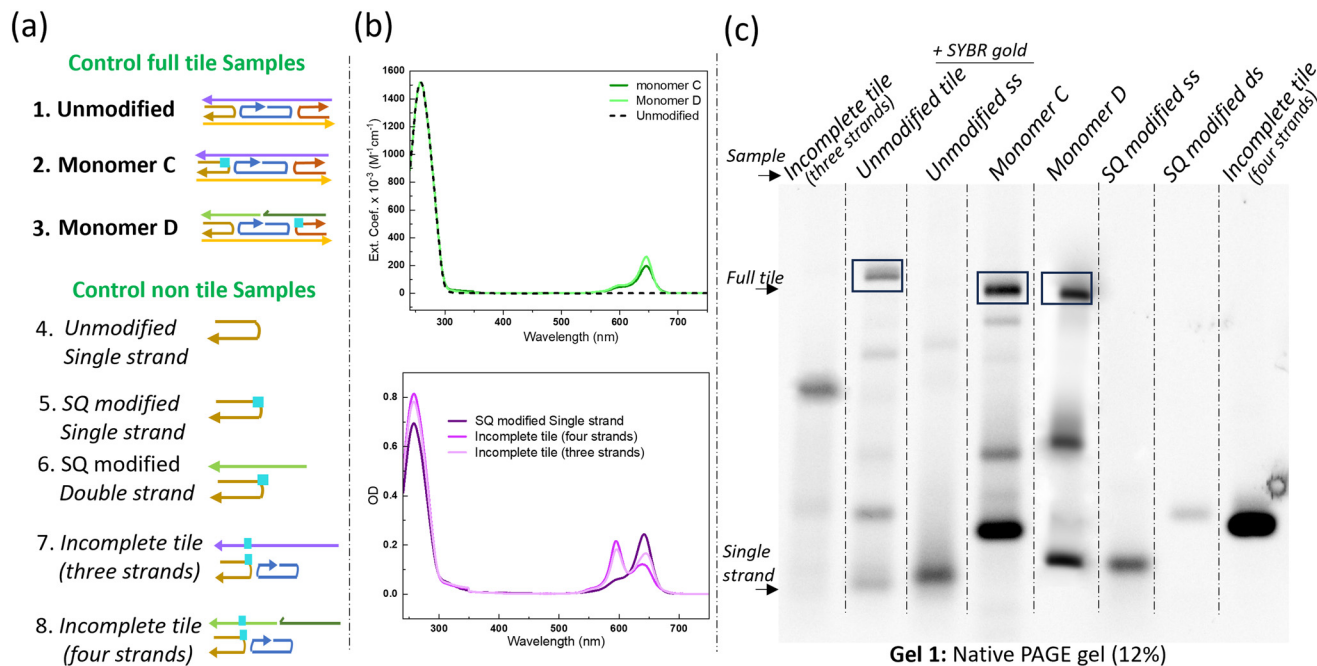 (a)
Control full tile Samples
1. Unmodified
2. Monomer C
3. Monomer D
Control non tile Samples
4. Unmodified
Single strand
5. SQ modified
Single strand
6. SQ modified
Double strand
7. Incomplete tile
(three strands)
8. Incomplete tile
(four strands)
(b)
1600
1400
1200
1000
800
600
400
200
0
Ext. Coef. x 10⁻³ (M⁻¹cm⁻¹)
monomer C
Monomer D
Unmodified
300 400 500 600 700
Wavelength (nm)
0.8
0.6
0.4
0.2
0.0
OD
SQ modified Single strand
Incomplete tile (four strands)
Incomplete tile (three strands)
300 400 500 600 700
Wavelength (nm)
(c)
+ SYBR gold
Sample
Incomplete tile
(three strands)
Unmodified tile
Unmodified ss
Monomer C
Monomer D
SQ modified ss
SQ modified ds
Incomplete tile
(four strands)
Full tile
Single
strand
Gel 1: Native PAGE gel (12%)